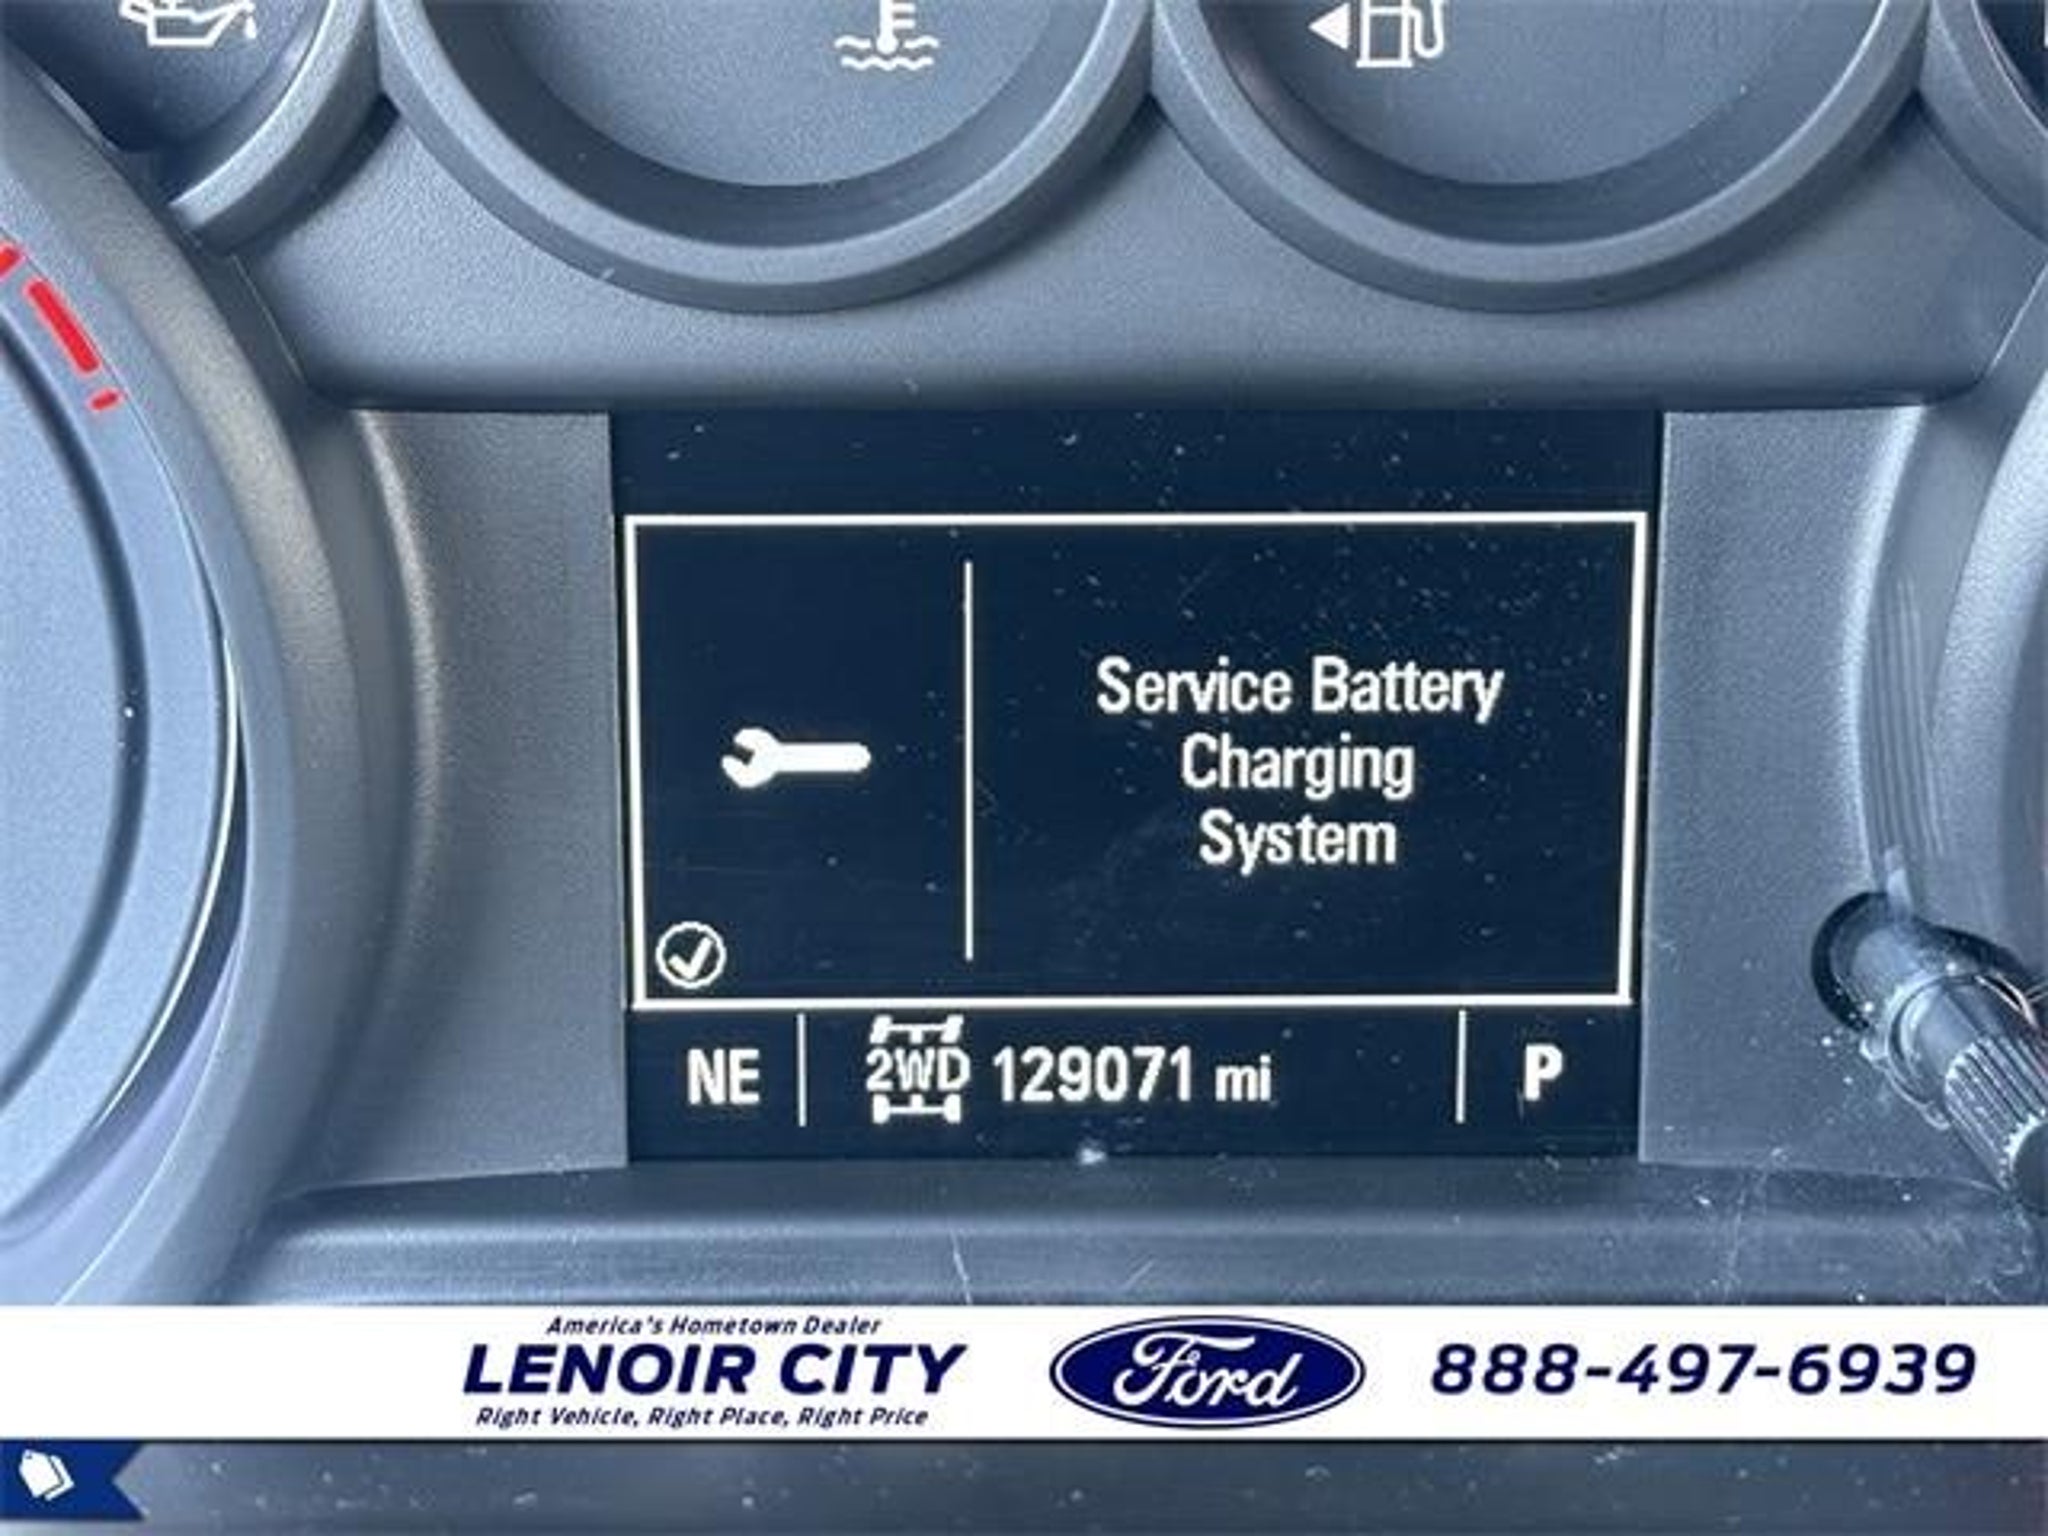 Service Battery
Charging
System
NE 2WD 129071 mi P
America's Hometown Dealer
LENOIR CITY
Right Vehicle, Right Place, Right Price
Ford
888-497-6939